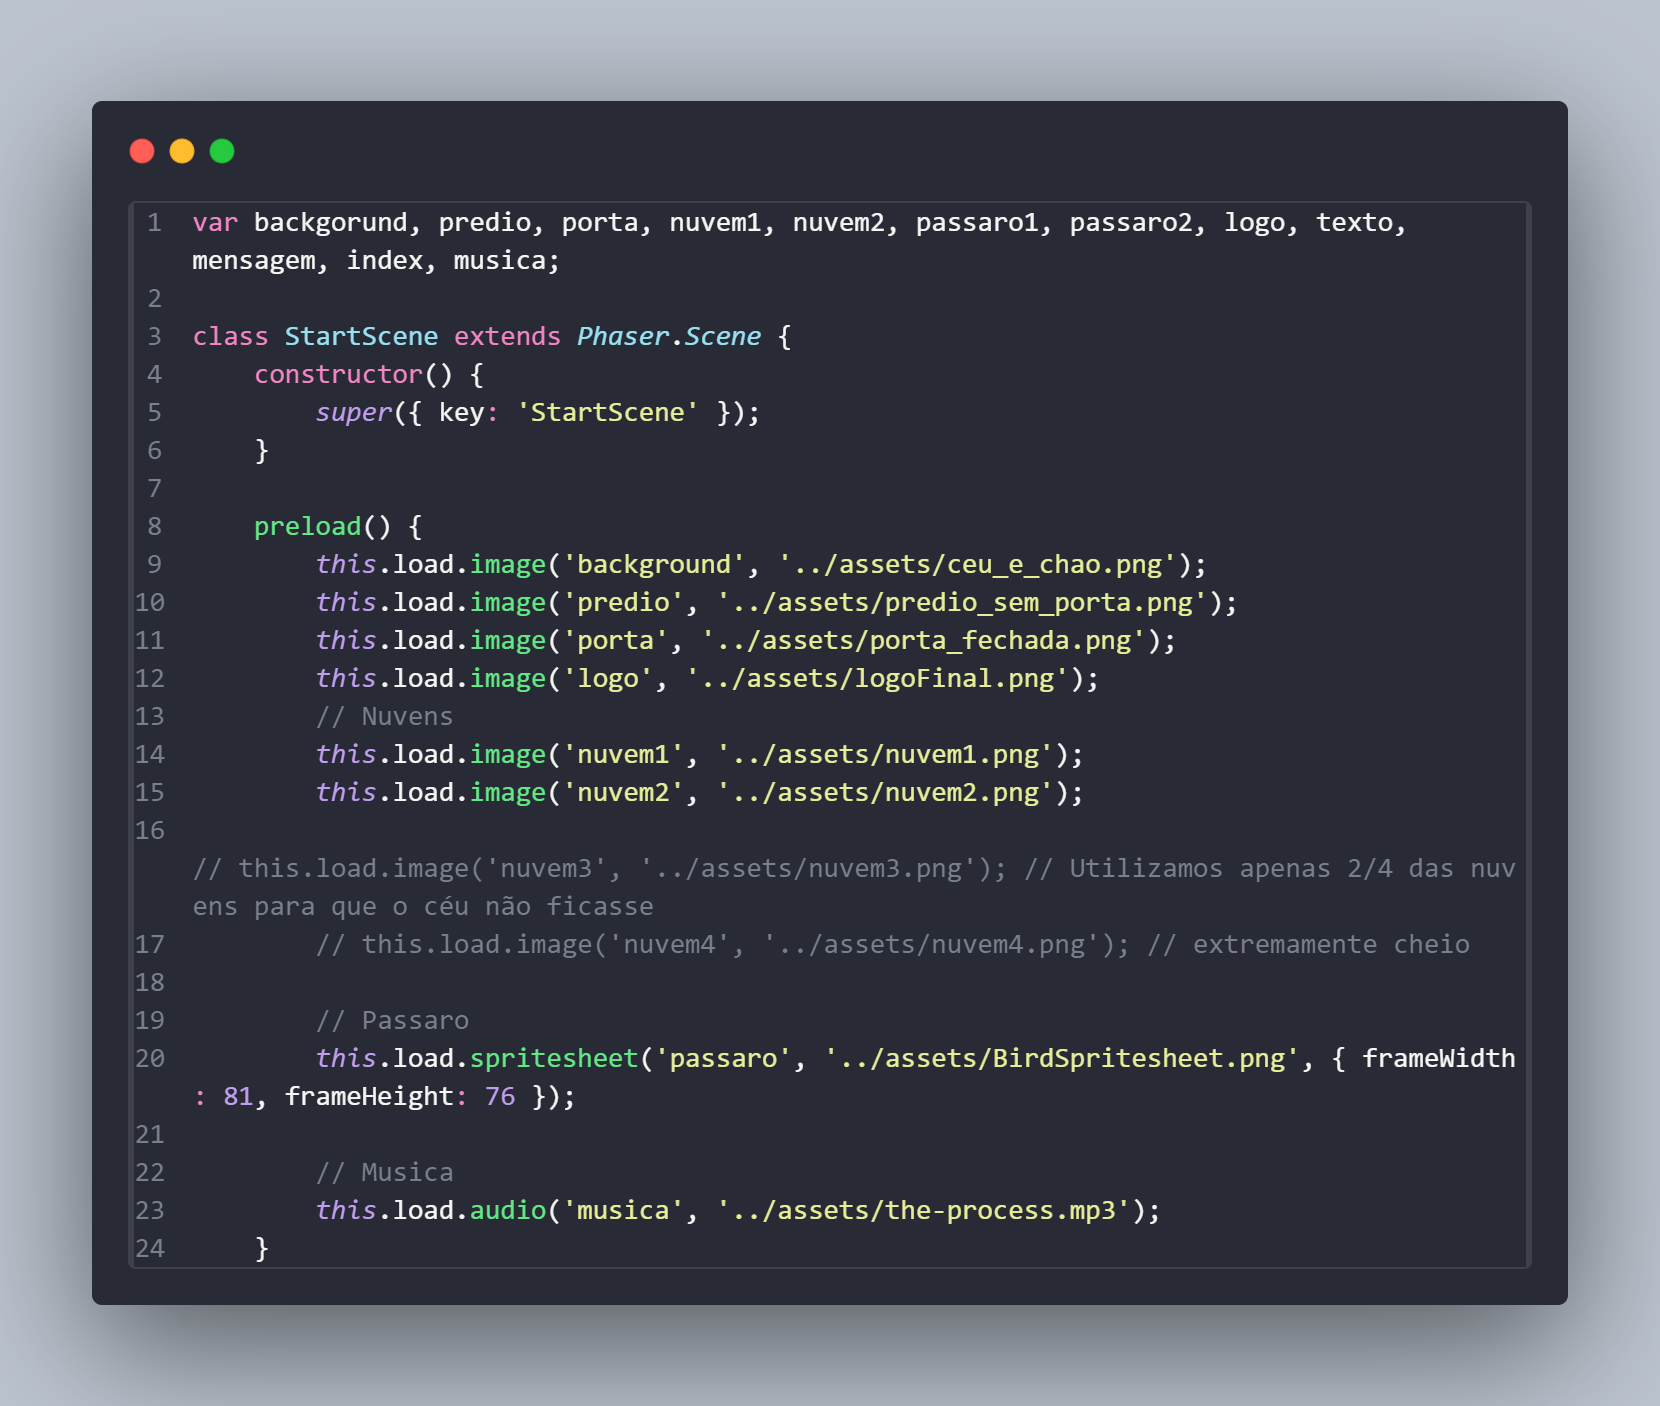 1 var backgorund, predio, porta, nuvem1, nuvem2, passaro1, passaro2, logo, texto,
mensagem, index, musica;
2
3 class StartScene extends Phaser.Scene {
4     constructor() {
5         super({ key: 'StartScene' });
6     }
7
8     preload() {
9         this.load.image('background', '../assets/ceu_e_chao.png');
10         this.load.image('predio', '../assets/predio_sem_porta.png');
11         this.load.image('porta', '../assets/porta_fechada.png');
12         this.load.image('logo', '../assets/logoFinal.png');
13         // Nuvens
14         this.load.image('nuvem1', '../assets/nuvem1.png');
15         this.load.image('nuvem2', '../assets/nuvem2.png');
16
// this.load.image('nuvem3', '../assets/nuvem3.png'); // Utilizamos apenas 2/4 das nuv
ens para que o céu não ficasse
17         // this.load.image('nuvem4', '../assets/nuvem4.png'); // extremamente cheio
18
19         // Passaro
20         this.load.spritesheet('passaro', '../assets/BirdSpritesheet.png', { frameWidth
: 81, frameHeight: 76 });
21
22         // Musica
23         this.load.audio('musica', '../assets/the-process.mp3');
24     }